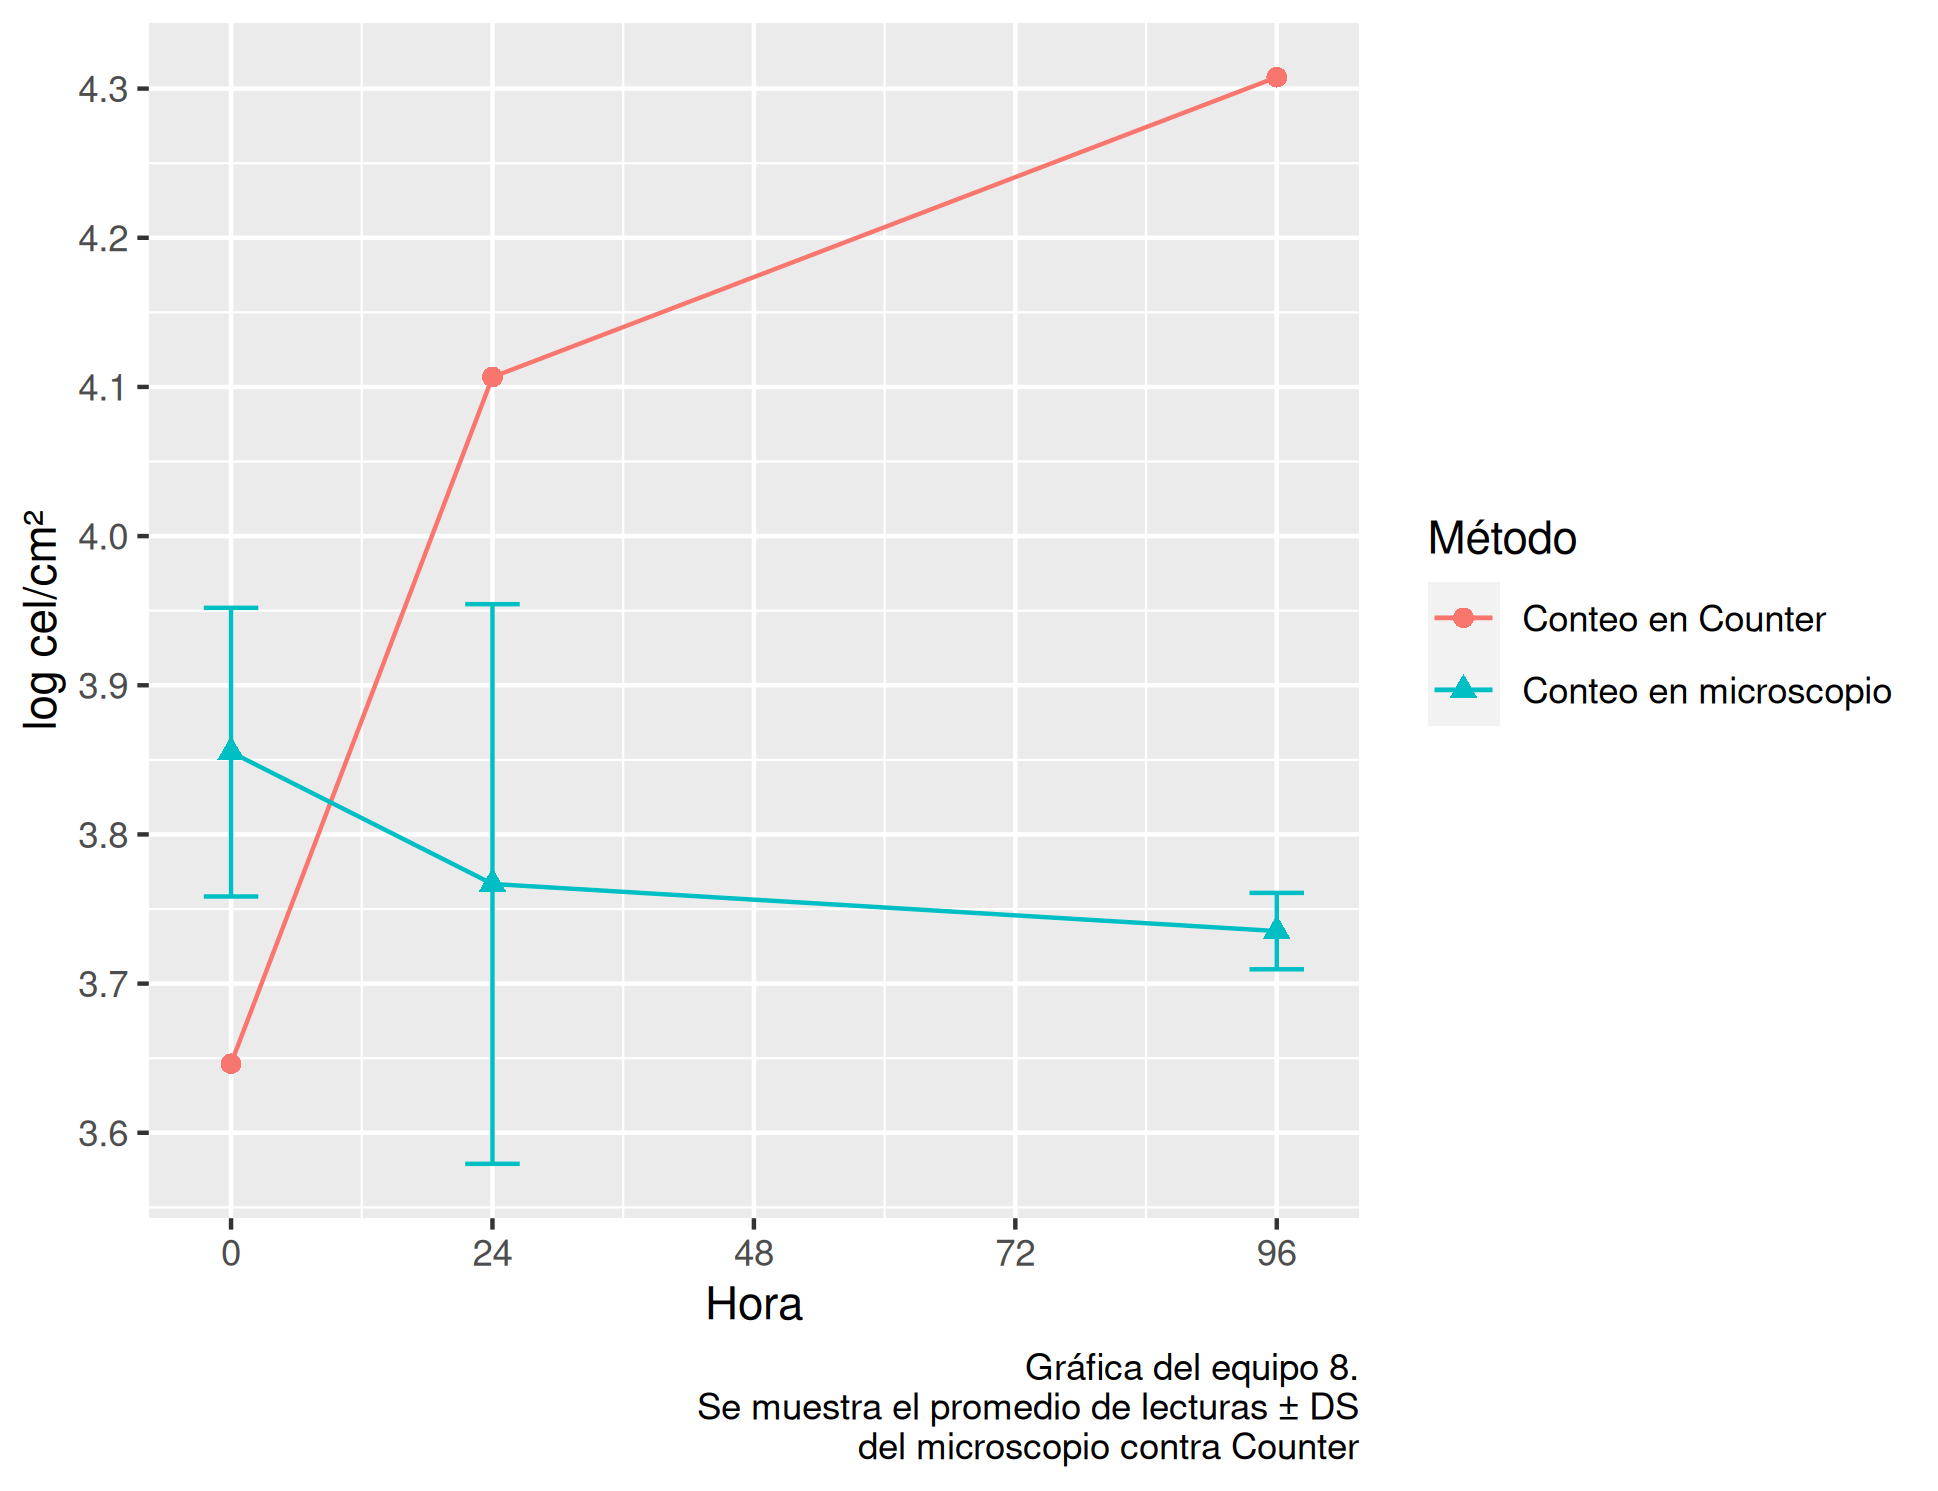 4.3
4.2
4.1
4.0
3.9
3.8
3.7
3.6
log cel/cm²
0 24 48 72 96
Hora
Método
Conteo en Counter
Conteo en microscopio
Gráfica del equipo 8.
Se muestra el promedio de lecturas ± DS
del microscopio contra Counter